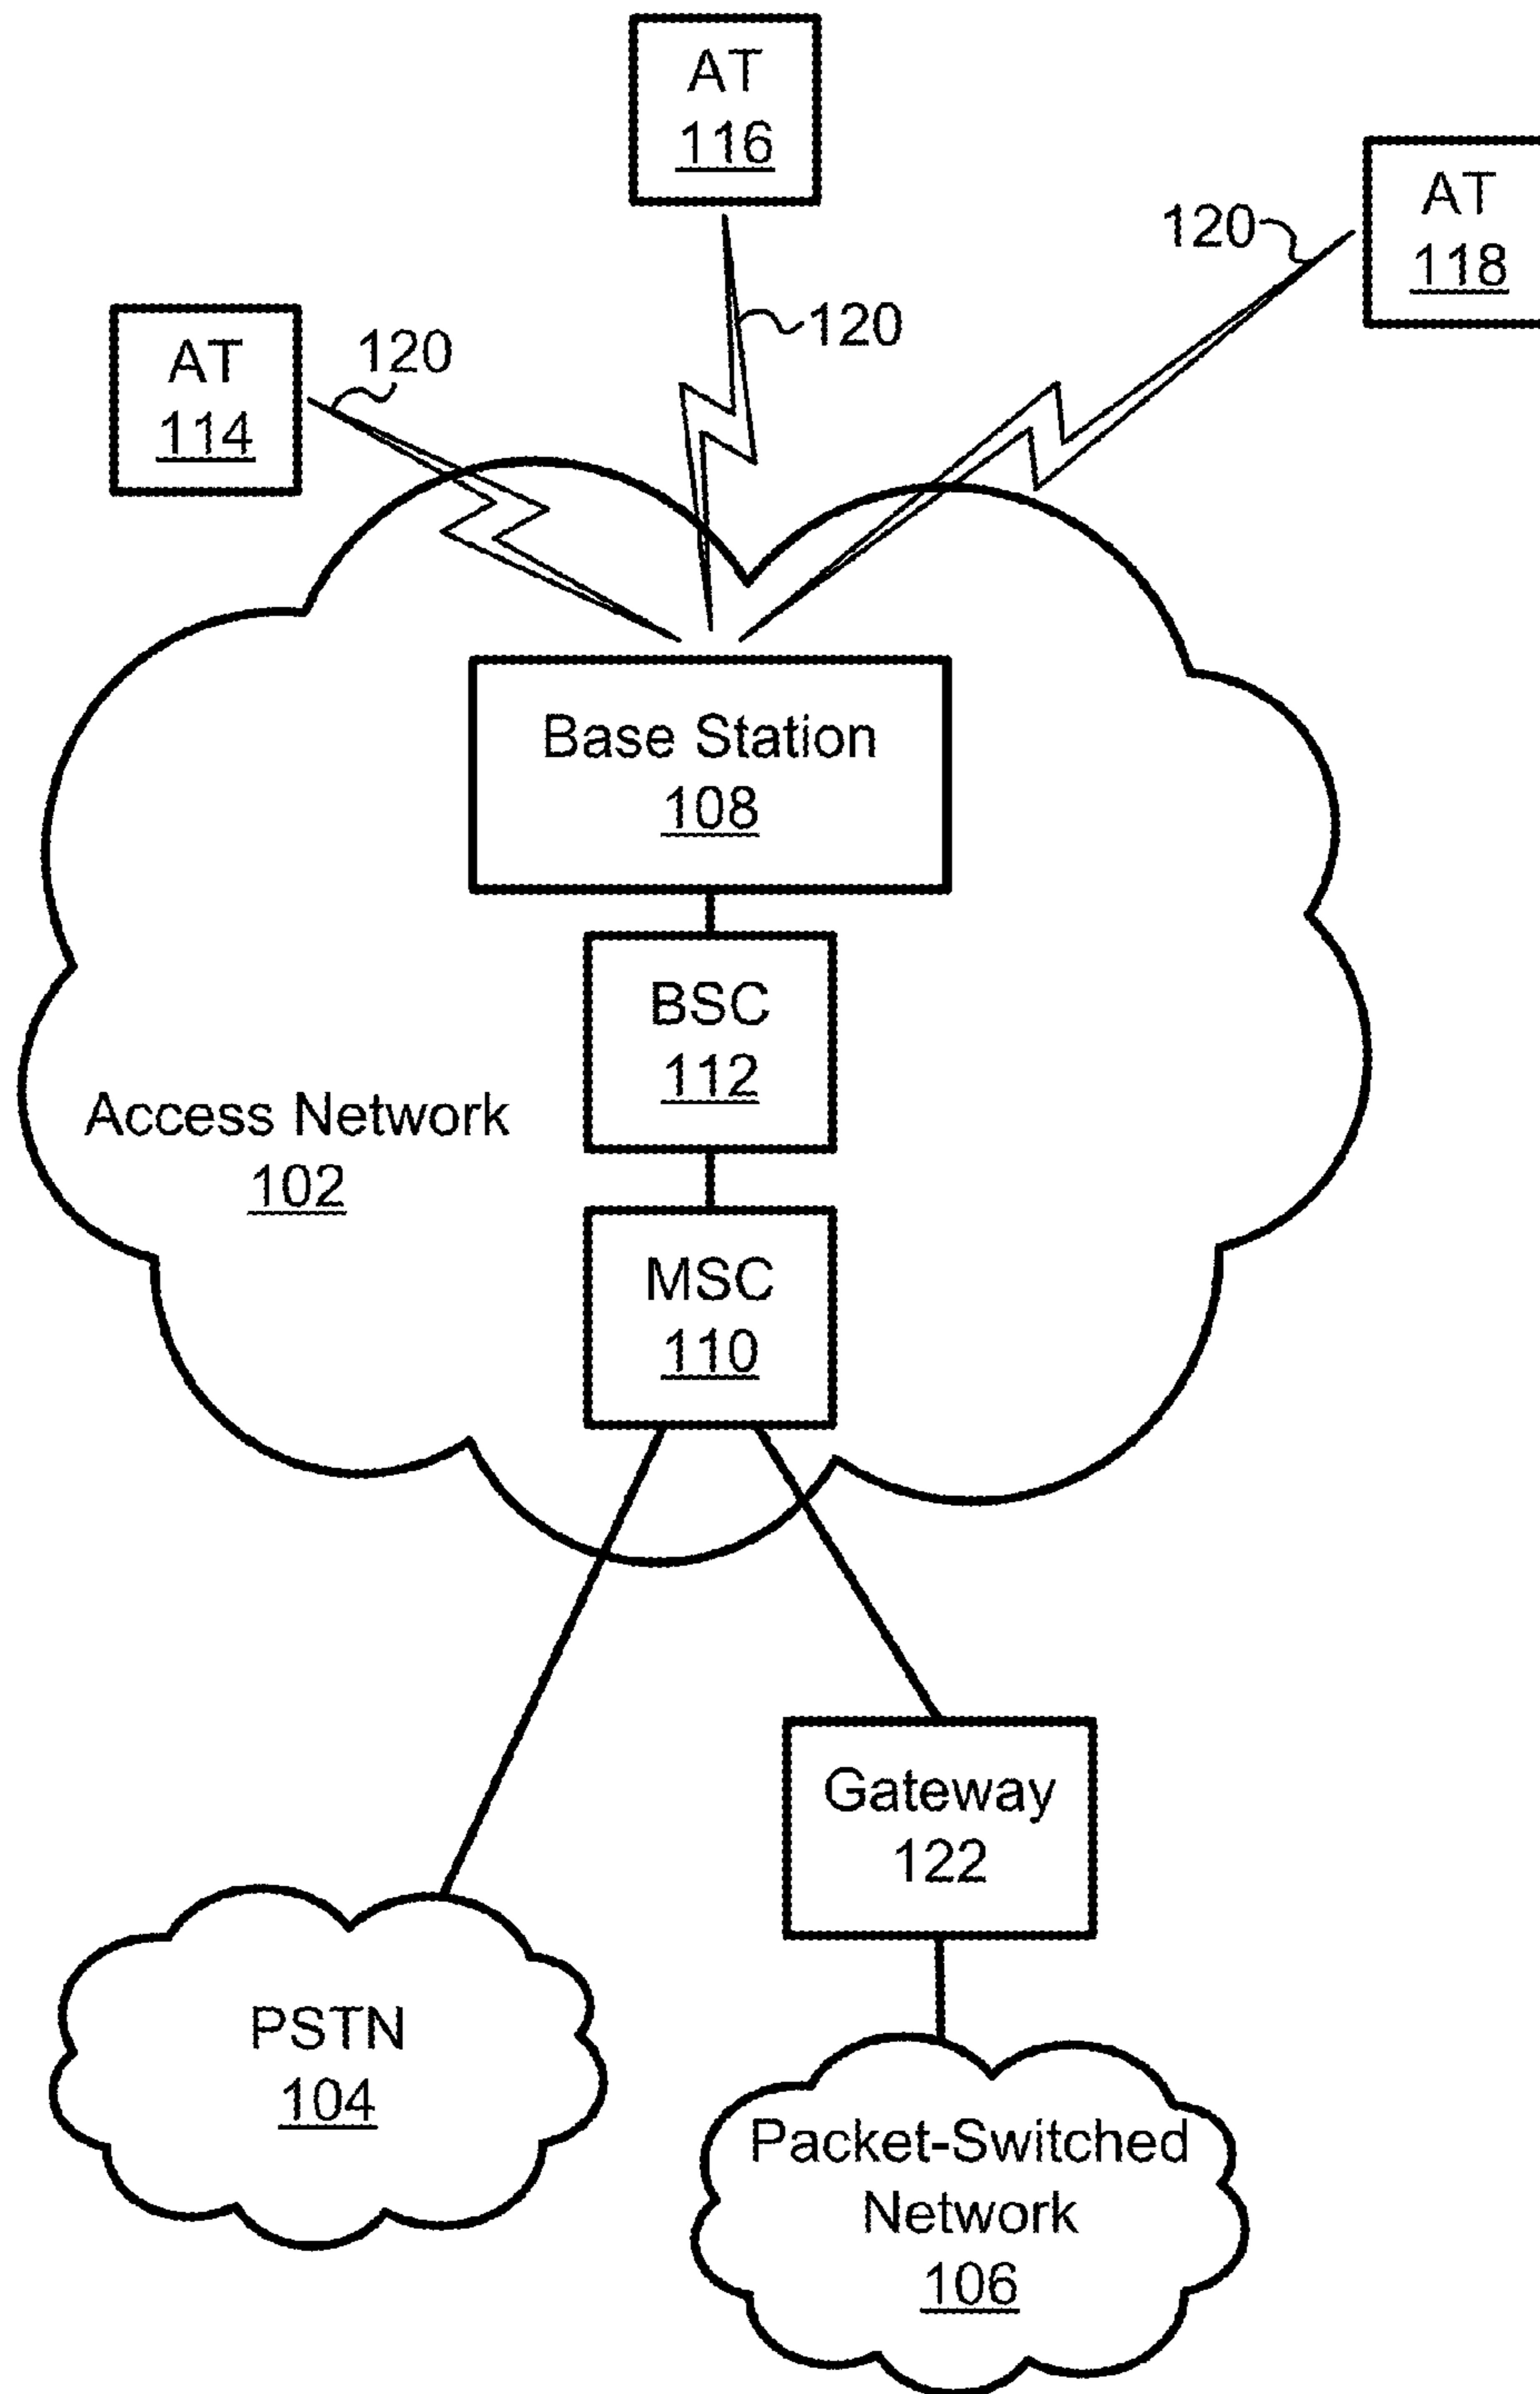 AT
116
AT
118
120
120
AT
114
120
Base Station
108
BSC
112
Access Network
102
MSC
110
Gateway
122
PSTN
104
Packet-Switched
Network
106